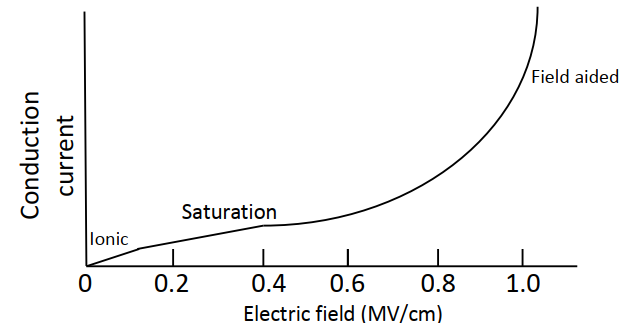 Conduction
current
Field aided
Saturation
Ionic
0 0.2 0.4 0.6 0.8 1.0
Electric field (MV/cm)